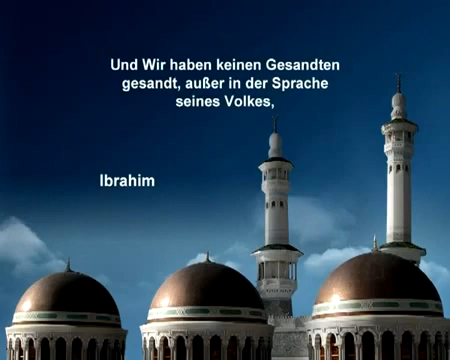 Und Wir haben keinen Gesandten
gesandt, außer in der Sprache
seines Volkes,
Ibrahim